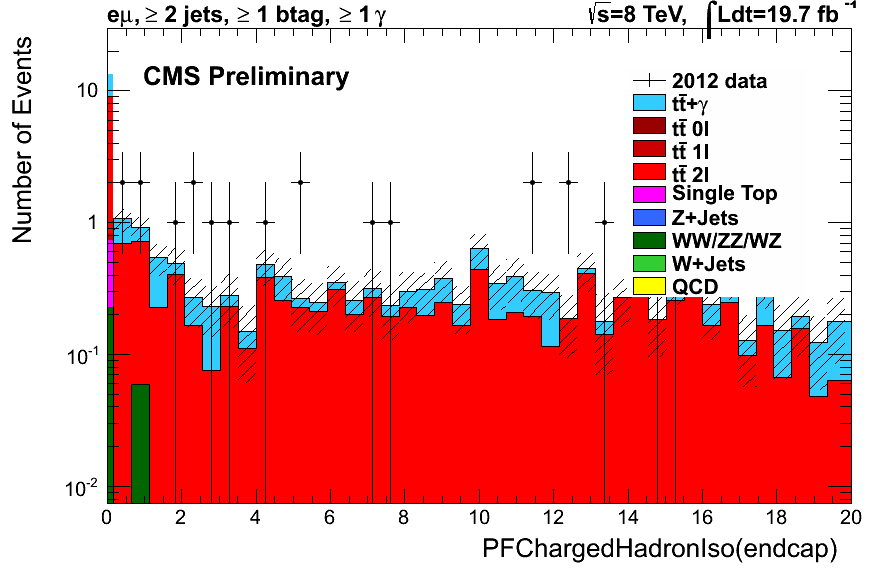 eμ, ≥ 2 jets, ≥ 1 btag, ≥ 1 γ
√s=8 TeV, ∫Ldt=19.7 fb⁻¹
CMS Preliminary
2012 data
tt̄+γ
tt̄ 0l
tt̄ 1l
tt̄ 2l
Single Top
Z+Jets
WW/ZZ/WZ
W+Jets
QCD
Number of Events
10
1
10⁻¹
10⁻²
0 2 4 6 8 10 12 14 16 18 20
PFChargedHadronIso(endcap)